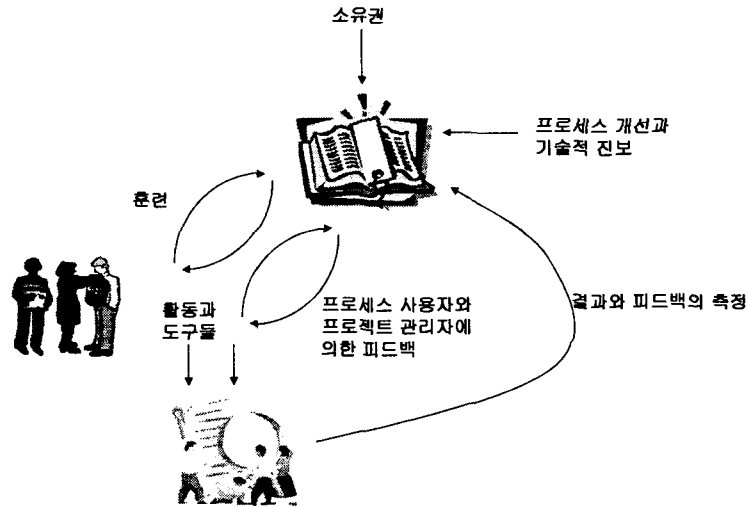 소유권
프로세스 개선과
기술적 진보
훈련
활동과
도구들
프로세스 사용자와
프로젝트 관리자에
의한 피드백
결과와 피드백의 측정